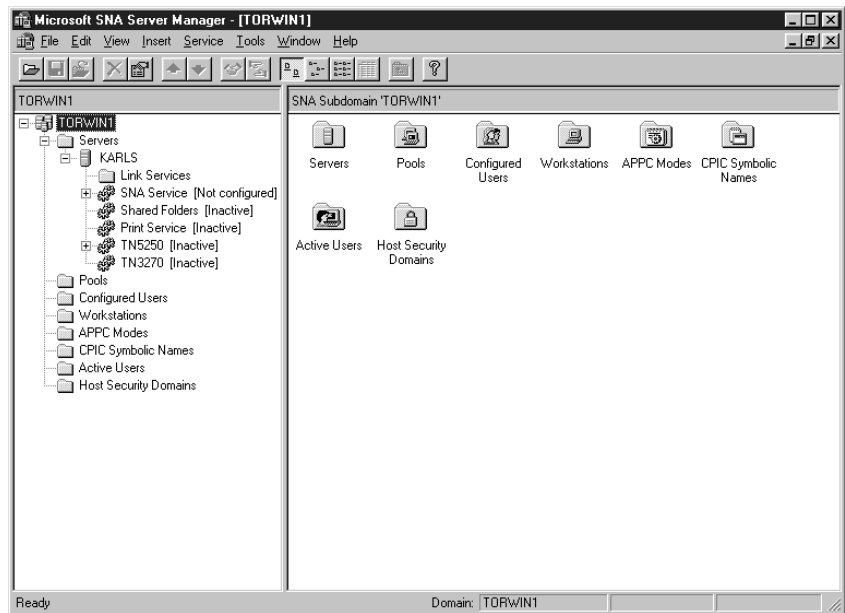 Microsoft SNA Server Manager - [TORWIN1]
File Edit View Insert Service Tools Window Help
TORWIN1
SNA Subdomain 'TORWIN1'
TORWIN1
Servers
KARLS
Link Services
SNA Service [Not configured]
Shared Folders [Inactive]
Print Service [Inactive]
TN5250 [Inactive]
TN3270 [Inactive]
Pools
Configured Users
Workstations
APPC Modes
CPIC Symbolic Names
Active Users
Host Security Domains
Servers
Pools
Configured
Users
Workstations
APPC Modes
CPIC Symbolic
Names
Active Users
Host Security
Domains
Ready
Domain: TORWIN1